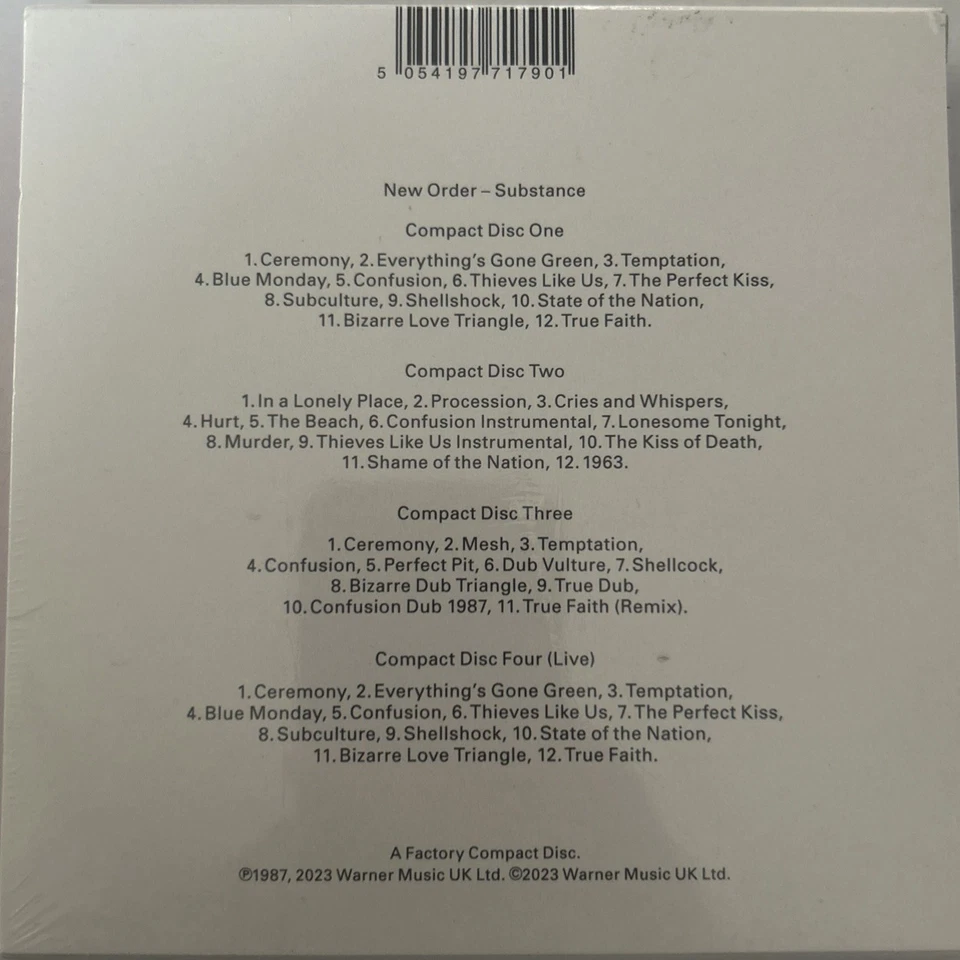 5 054197 717901
New Order – Substance
Compact Disc One
1. Ceremony, 2. Everything's Gone Green, 3. Temptation,
4. Blue Monday, 5. Confusion, 6. Thieves Like Us, 7. The Perfect Kiss,
8. Subculture, 9. Shellshock, 10. State of the Nation,
11. Bizarre Love Triangle, 12. True Faith.
Compact Disc Two
1. In a Lonely Place, 2. Procession, 3. Cries and Whispers,
4. Hurt, 5. The Beach, 6. Confusion Instrumental, 7. Lonesome Tonight,
8. Murder, 9. Thieves Like Us Instrumental, 10. The Kiss of Death,
11. Shame of the Nation, 12. 1963.
Compact Disc Three
1. Ceremony, 2. Mesh, 3. Temptation,
4. Confusion, 5. Perfect Pit, 6. Dub Vulture, 7. Shellcock,
8. Bizarre Dub Triangle, 9. True Dub,
10. Confusion Dub 1987, 11. True Faith (Remix).
Compact Disc Four (Live)
1. Ceremony, 2. Everything's Gone Green, 3. Temptation,
4. Blue Monday, 5. Confusion, 6. Thieves Like Us, 7. The Perfect Kiss,
8. Subculture, 9. Shellshock, 10. State of the Nation,
11. Bizarre Love Triangle, 12. True Faith.
A Factory Compact Disc.
℗1987, 2023 Warner Music UK Ltd. ©2023 Warner Music UK Ltd.